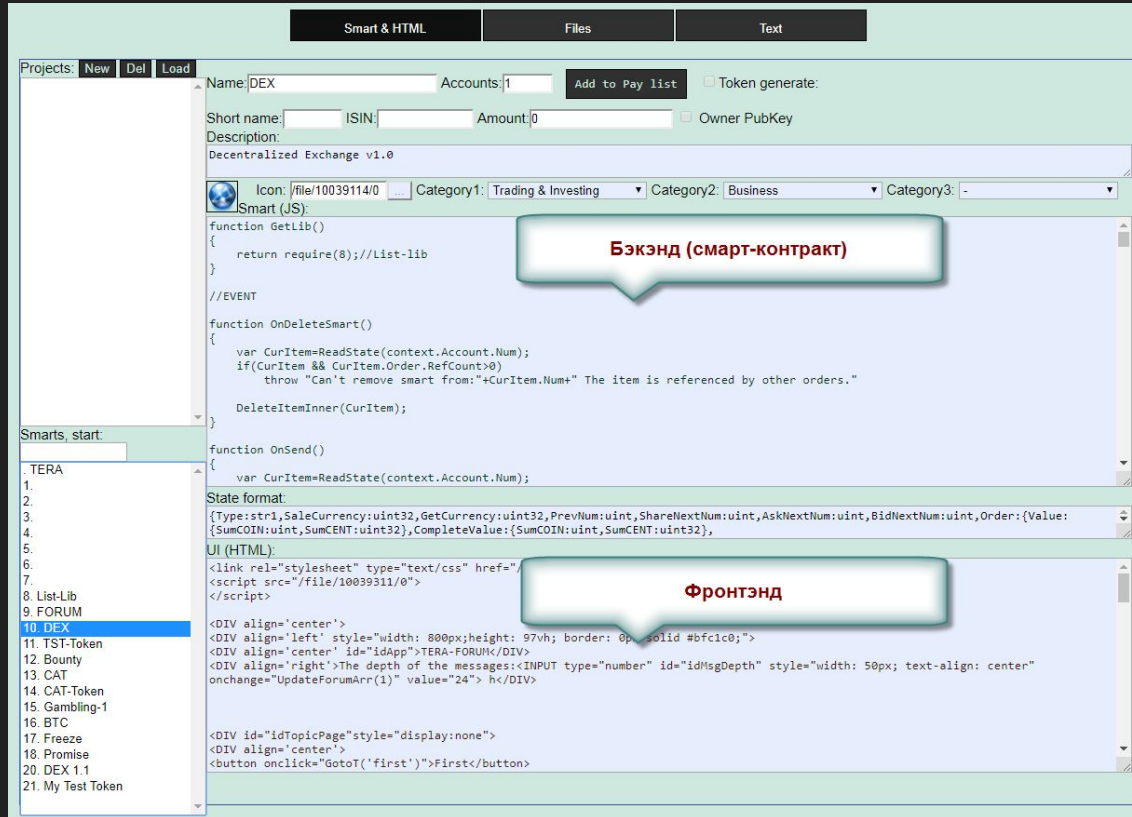 Smart & HTML
Files
Text
Projects: New Del Load
Name: DEX Accounts: 1 Add to Pay list Token generate:
Short name: ISIN: Amount: 0 Owner PubKey
Description:
Decentralized Exchange v1.0
Icon: /file/10039114/0 ... Category1: Trading & Investing Category2: Business Category3: -
Smart (JS):
function GetLib()
{
return require(8);//List-lib
}
//EVENT
function OnDeleteSmart()
{
var CurItem=ReadState(context.Account.Num);
if(CurItem && CurItem.Order.RefCount>0)
throw "Can't remove smart from:"+CurItem.Num+" The item is referenced by other orders."
DeleteItemInner(CurItem);
}
function OnSend()
{
var CurItem=ReadState(context.Account.Num);
Бэкэнд (смарт-контракт)
State format:
{Type:str1,SaleCurrency:uint32,GetCurrency:uint32,PrevNum:uint,ShareNextNum:uint,AskNextNum:uint,BidNextNum:uint,Order:{Value:
{SumCOIN:uint,SumCENT:uint32},CompleteValue:{SumCOIN:uint,SumCENT:uint32},
UI (HTML):
<link rel="stylesheet" type="text/css" href="/
<script src="/file/10039311/0">
</script>
<DIV align='center'>
<DIV align='left' style="width: 800px;height: 97vh; border: 0px solid #bfc1c0;">
<DIV align='center' id="idApp">TERA-FORUM</DIV>
<DIV align='right'>The depth of the messages:<INPUT type="number" id="idMsgDepth" style="width: 50px; text-align: center"
onchange="UpdateForumArr(1)" value="24"> h</DIV>
<DIV id="idTopicPage"style="display:none">
<DIV align='center'>
<button onclick="GotoT('first')">First</button>
Фронтэнд
Smarts, start:
. TERA
1.
2.
3.
4.
5.
6.
7.
8. List-Lib
9. FORUM
10. DEX
11. TST-Token
12. Bounty
13. CAT
14. CAT-Token
15. Gambling-1
16. BTC
17. Freeze
18. Promise
20. DEX 1.1
21. My Test Token